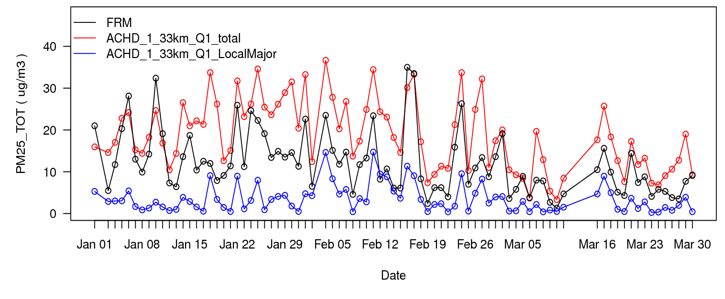 FRM
ACHD_1_33km_Q1_total
ACHD_1_33km_Q1_LocalMajor
PM25_TOT ( ug/m3 )
40
30
20
10
0
Jan 01 Jan 08 Jan 15 Jan 22 Jan 29 Feb 05 Feb 12 Feb 19 Feb 26 Mar 05 Mar 16 Mar 23 Mar 30
Date